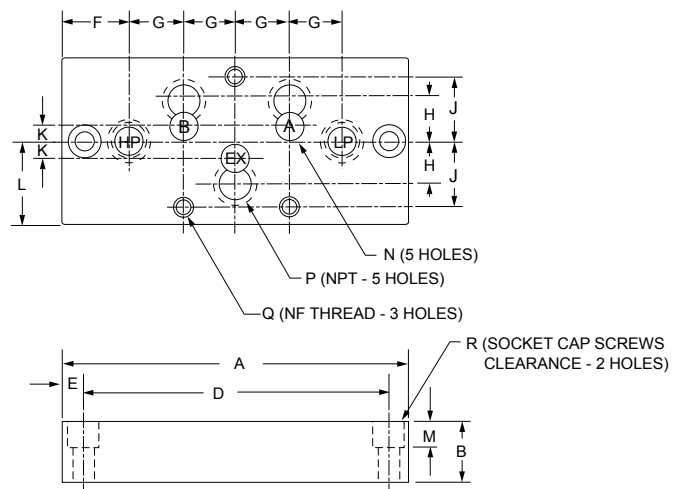 F G G G G
K
K
L
H
H
J
J
B
A
HP
LP
EX
N (5 HOLES)
P (NPT - 5 HOLES)
Q (NF THREAD - 3 HOLES)
R (SOCKET CAP SCREWS
CLEARANCE - 2 HOLES)
A
E
D
M
B